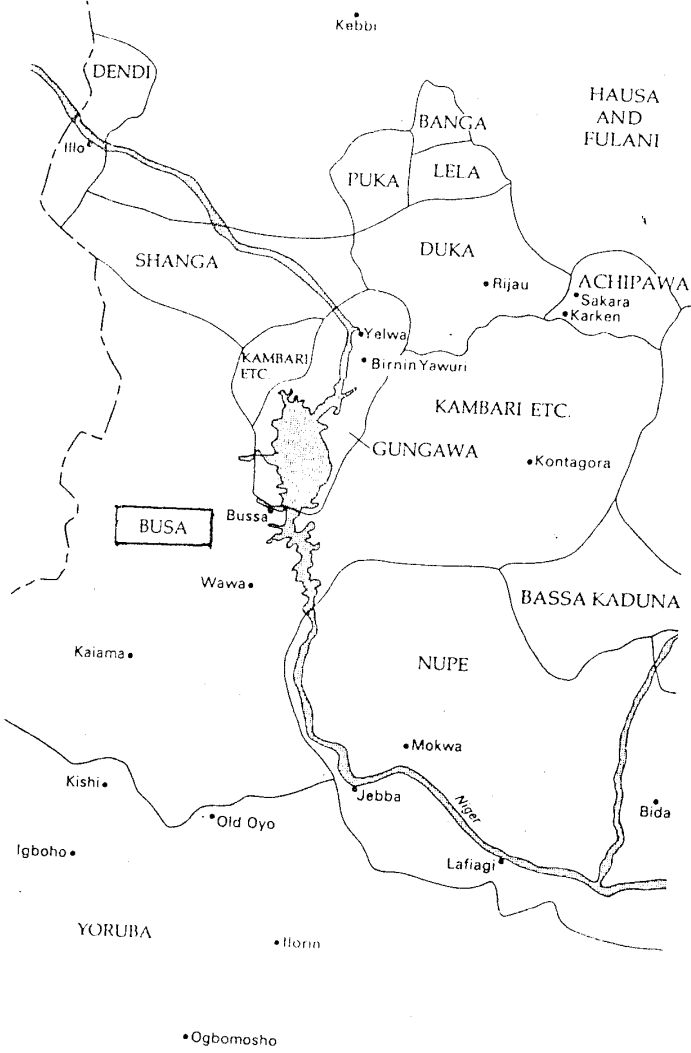 Kebbi
DENDI
HAUSA
AND
FULANI
BANGA
Illo
PUKA
LELA
SHANGA
DUKA
Rijau
ACHIPAWA
Sakara
Karken
Yelwa
KAMBARI
ETC
Birnin Yawuri
KAMBARI ETC.
GUNGAWA
Kontagora
BUSA
Bussa
Wawa
BASSA KADUNA
Kaiama
NUPE
Mokwa
Kishi
Jebba
Niger
Bida
Old Oyo
Igboho
Lafiagi
YORUBA
Ilorin
Ogbomosho